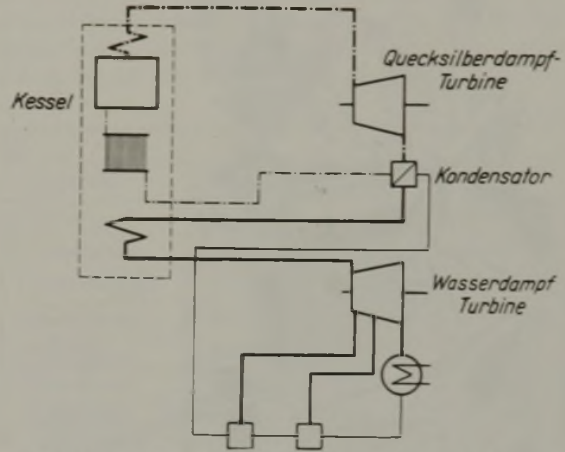 Quecksilberdampf-
Turbine
Kessel
Kondensator
Wasserdampf
Turbine